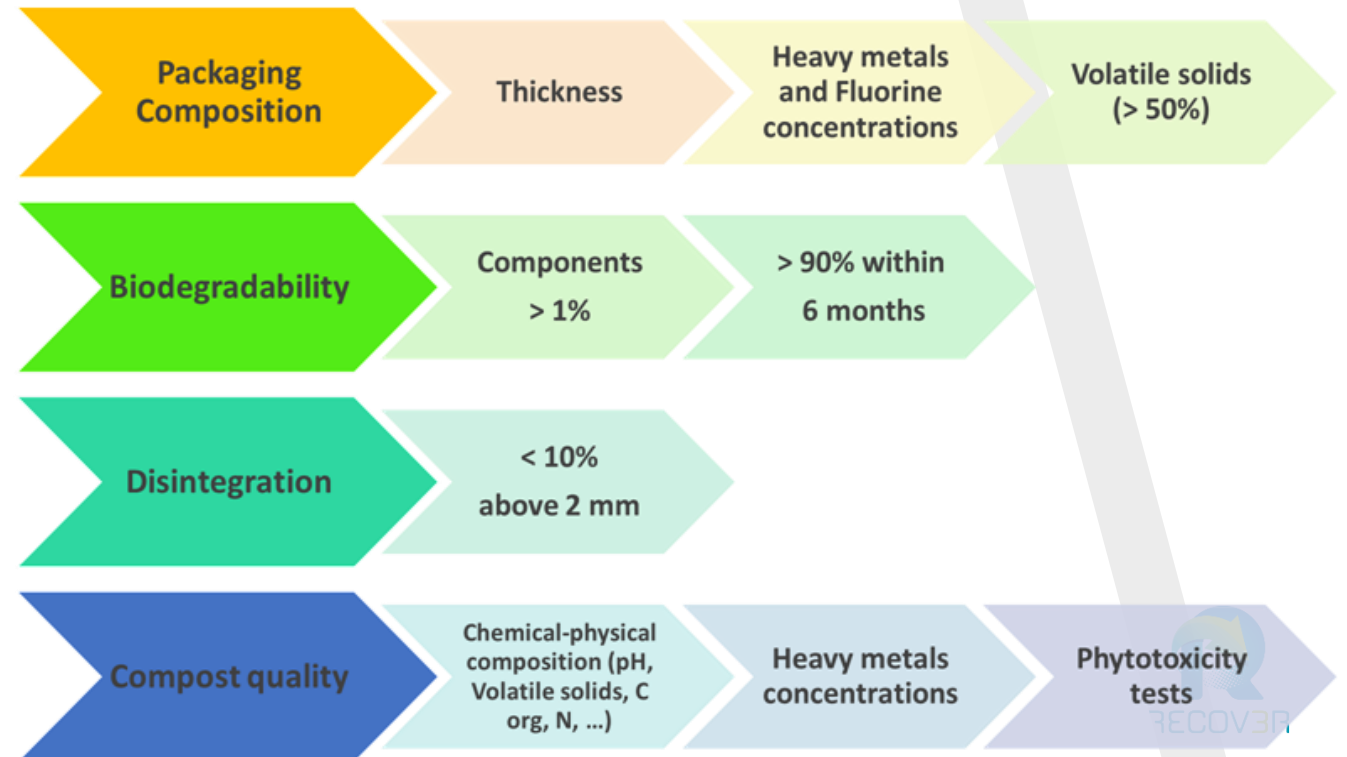 Packaging
Composition
Thickness
Heavy metals
and Fluorine
concentrations
Volatile solids
(> 50%)
Biodegradability
Components
> 1%
> 90% within
6 months
Disintegration
< 10%
above 2 mm
Compost quality
Chemical-physical
composition (pH,
Volatile solids, C
org, N, ...)
Heavy metals
concentrations
Phytotoxicity
tests
RECOV3R